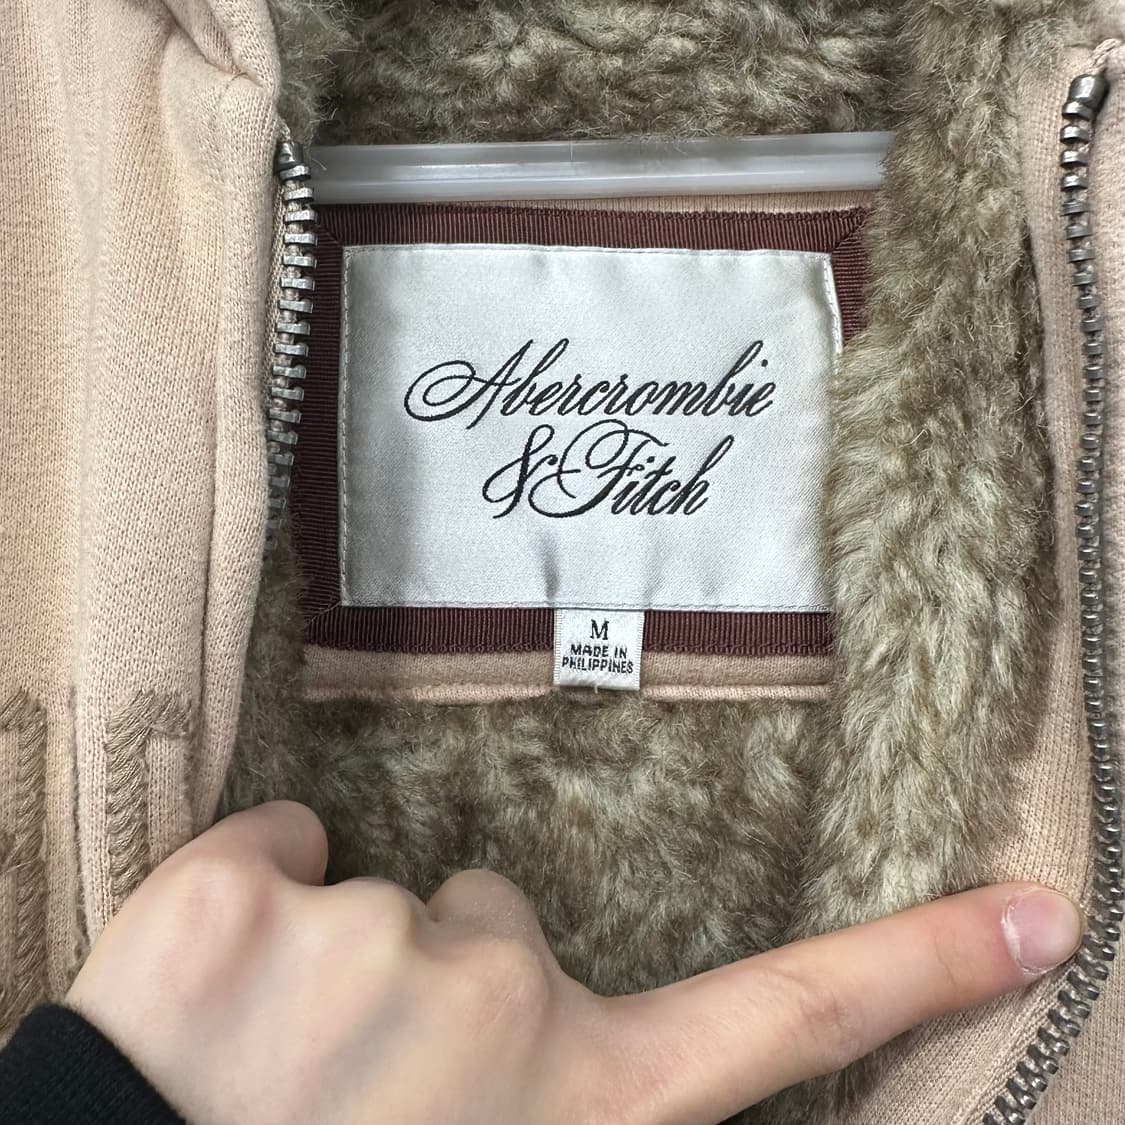 Abercrombie
& Fitch
M
MADE IN
PHILIPPINES